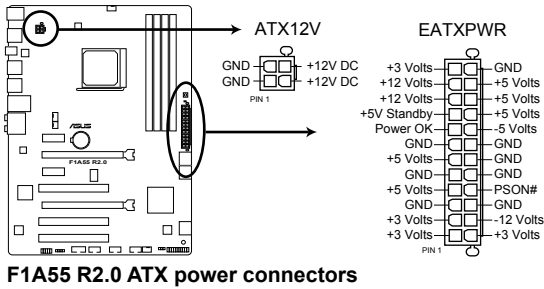 ATX12V
GND +12V DC
GND +12V DC
PIN 1
EATXPWR
+3 Volts GND
+12 Volts +5 Volts
+12 Volts +5 Volts
+5V Standby +5 Volts
Power OK -5 Volts
GND GND
+5 Volts GND
GND GND
+5 Volts PSON#
GND GND
+3 Volts -12 Volts
+3 Volts +3 Volts
PIN 1
ASUS
F1A55 R2.0
F1A55 R2.0 ATX power connectors